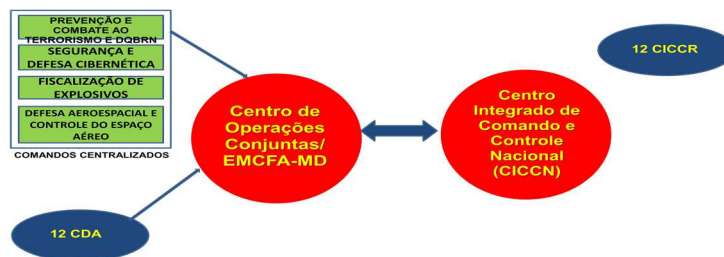 PREVENÇÃO E
COMBATE AO
TERRORISMO E DQBRN
SEGURANÇA E
DEFESA CIBERNÉTICA
FISCALIZAÇÃO DE
EXPLOSIVOS
DEFESA AEROESPACIAL E
CONTROLE DO ESPAÇO
AÉREO
COMANDOS CENTRALIZADOS
12 CDA
Centro de
Operações
Conjuntas/
EMCFA-MD
Centro
Integrado de
Comando e
Controle
Nacional
(CICCN)
12 CICCR